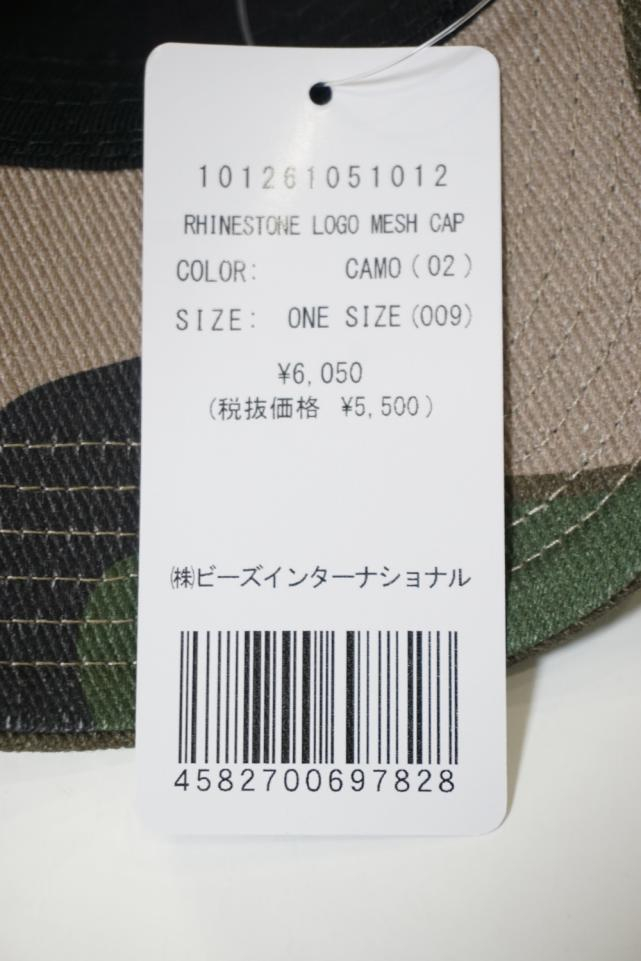 101261051012
RHINESTONE LOGO MESH CAP
COLOR: CAMO(02)
SIZE: ONE SIZE(009)
¥6,050
(税抜価格 ¥5,500)
㈱ビーズインターナショナル
4582700697828